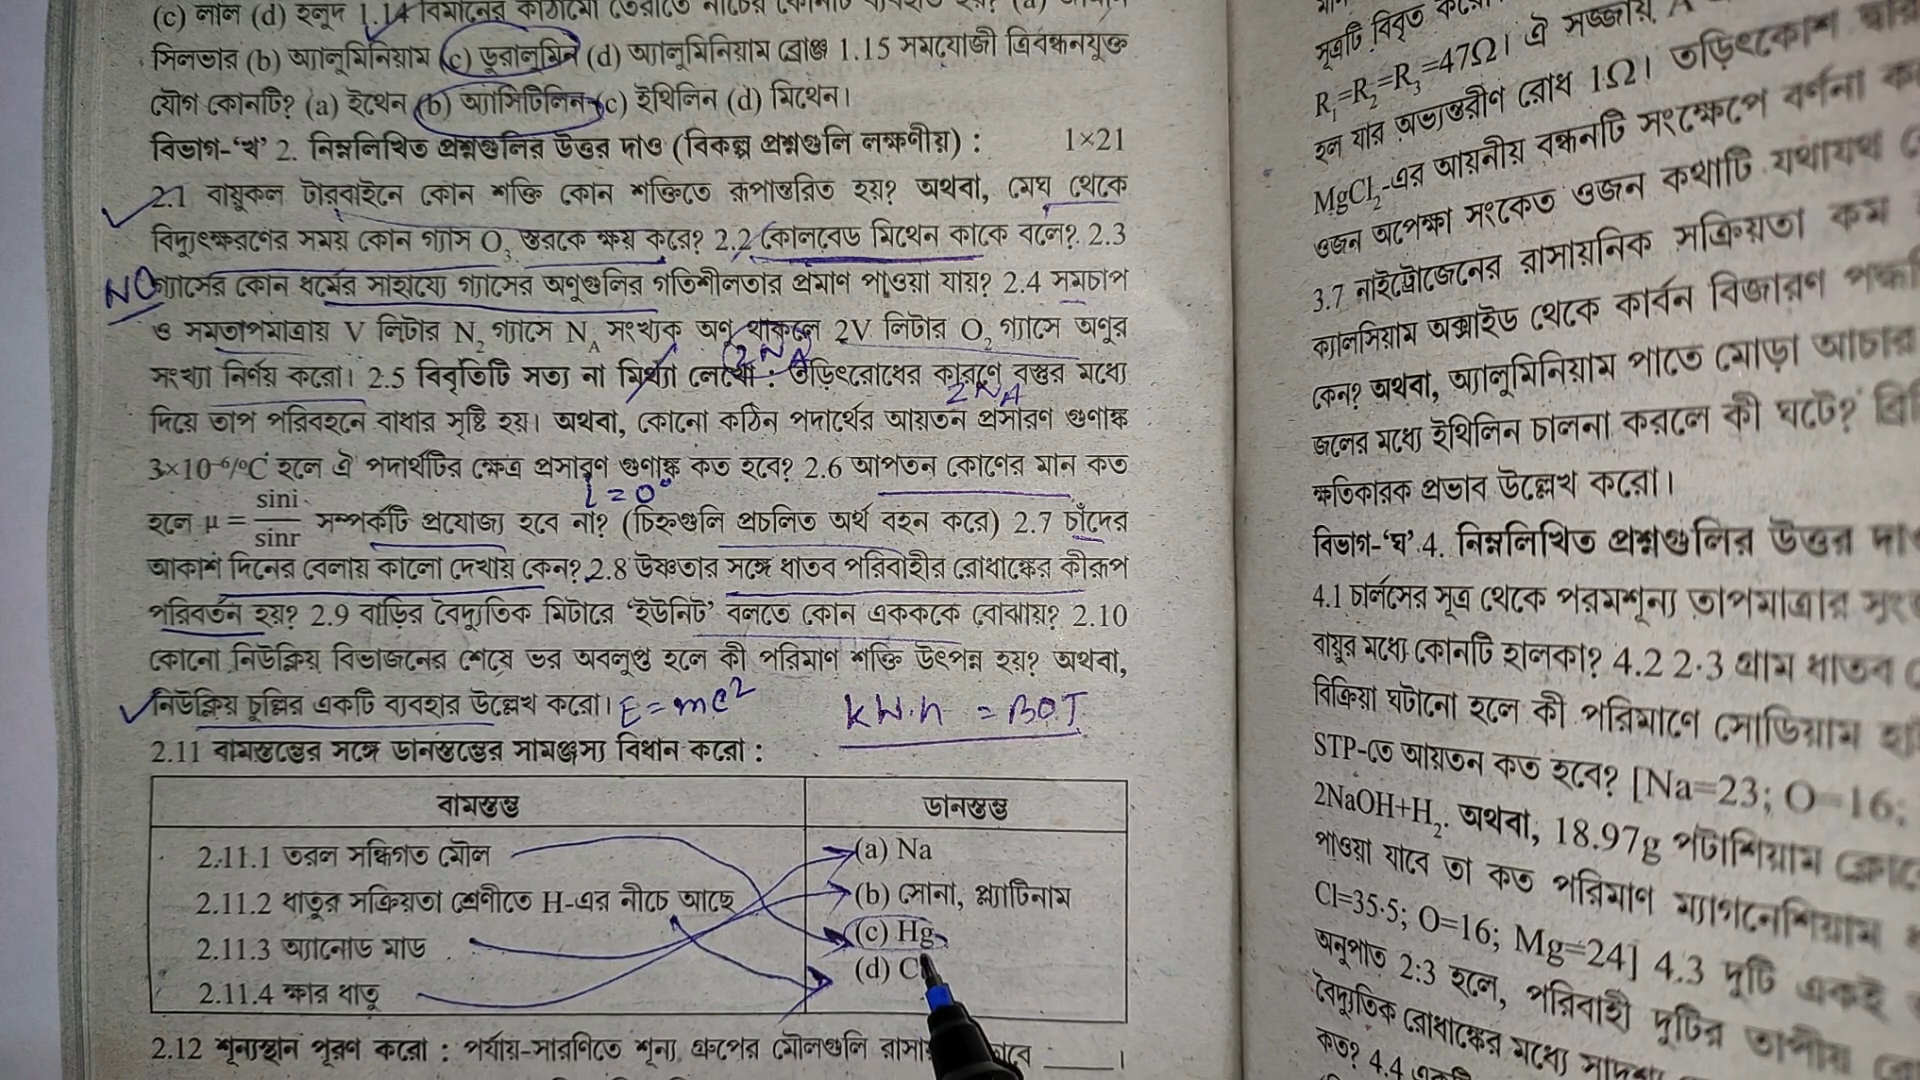 সিলভার (b) অ্যালুমিনিয়াম (c) ডুরালুমিন (d) অ্যালুমিনিয়াম ব্রোঞ্জ 1.15 সমযোজী ত্রিবন্ধনযুক্ত
যৌগ কোনটি? (a) ইথেন (b) অ্যাসিটিলিন (c) ইথিলিন (d) মিথেন।
বিভাগ-‘খ’ 2. নিম্নলিখিত প্রশ্নগুলির উত্তর দাও (বিকল্প প্রশ্নগুলি লক্ষণীয়) : 1×21
2.1 বায়ুকল টারবাইনে কোন শক্তি কোন শক্তিতে রূপান্তরিত হয়? অথবা, মেঘ থেকে
বিদ্যুৎক্ষরণের সময় কোন গ্যাস O₃ স্তরকে ক্ষয় করে? 2.2 কোলবেড মিথেন কাকে বলে? 2.3
NO
গ্যাসের কোন ধর্মের সাহায্যে গ্যাসের অণুগুলির গতিশীলতার প্রমাণ পাওয়া যায়? 2.4 সমচাপ
ও সমতাপমাত্রায় V লিটার N₂ গ্যাসে Nₐ সংখ্যক অণু থাকলে 2V লিটার O₂ গ্যাসে অণুর
সংখ্যা নির্ণয় করো। 2.5 বিবৃতিটি সত্য না মিথ্যা লেখো : তড়িৎরোধের কারণে বস্তুর মধ্যে
2Nₐ
দিয়ে তাপ পরিবহনে বাধার সৃষ্টি হয়। অথবা, কোনো কঠিন পদার্থের আয়তন প্রসারণ গুণাঙ্ক
3×10⁻⁶/°C হলে ঐ পদার্থটির ক্ষেত্র প্রসারণ গুণাঙ্ক কত হবে? 2.6 আপতন কোণের মান কত
i = 0°
হলে μ = sini/sinr সম্পর্কটি প্রযোজ্য হবে না? (চিহ্নগুলি প্রচলিত অর্থ বহন করে) 2.7 চাঁদের
আকাশ দিনের বেলায় কালো দেখায় কেন? 2.8 উষ্ণতার সঙ্গে ধাতব পরিবাহীর রোধাঙ্কের কীরূপ
পরিবর্তন হয়? 2.9 বাড়ির বৈদ্যুতিক মিটারে ‘ইউনিট’ বলতে কোন একককে বোঝায়? 2.10
কোনো নিউক্লিয় বিভাজনের শেষে ভর অবলুপ্ত হলে কী পরিমাণ শক্তি উৎপন্ন হয়? অথবা,
নিউক্লিয় চুল্লির একটি ব্যবহার উল্লেখ করো। E = mc² kW.h = BOT
2.11 বামস্তম্ভের সঙ্গে ডানস্তম্ভের সামঞ্জস্য বিধান করো :
বামস্তম্ভ ডানস্তম্ভ
2.11.1 তরল সন্ধিগত মৌল (a) Na
2.11.2 ধাতুর সক্রিয়তা শ্রেণীতে H-এর নীচে আছে (b) সোনা, প্ল্যাটিনাম
2.11.3 অ্যানোড মাড (c) Hg
2.11.4 ক্ষার ধাতু (d)
2.12 শূন্যস্থান পূরণ করো : পর্যায়-সারণিতে শূন্য গ্রুপের মৌলগুলি
সূত্রটি বিবৃত
R₁=R₂=R₃=47Ω। ঐ সজ্জায়
হল যার অভ্যন্তরীণ রোধ 1Ω। তড়িৎকোশ
MgCl₂-এর আয়নীয় বন্ধনটি সংক্ষেপে বর্ণনা
ওজন অপেক্ষা সংকেত ওজন কথাটি যথাযথ
3.7 নাইট্রোজেনের রাসায়নিক সক্রিয়তা কম
ক্যালসিয়াম অক্সাইড থেকে কার্বন বিজারণ
কেন? অথবা, অ্যালুমিনিয়াম পাতে মোড়া আচার
জলের মধ্যে ইথিলিন চালনা করলে কী ঘটে?
ক্ষতিকারক প্রভাব উল্লেখ করো।
বিভাগ-‘ঘ’ 4. নিম্নলিখিত প্রশ্নগুলির উত্তর
4.1 চার্লসের সূত্র থেকে পরমশূন্য তাপমাত্রার
বায়ুর মধ্যে কোনটি হালকা? 4.2 2·3 গ্রাম ধাতব
বিক্রিয়া ঘটানো হলে কী পরিমাণে সোডিয়াম
STP-তে আয়তন কত হবে? [Na=23; O=16;
2NaOH+H₂. অথবা, 18.97g পটাশিয়াম
পাওয়া যাবে তা কত পরিমাণ ম্যাগনেশিয়াম
Cl=35·5; O=16; Mg=24] 4.3 দুটি একই
অনুপাত 2:3 হলে, পরিবাহী দুটির তাপীয়
বৈদ্যুতিক রোধাঙ্কের মধ্যে
কত? 4.4